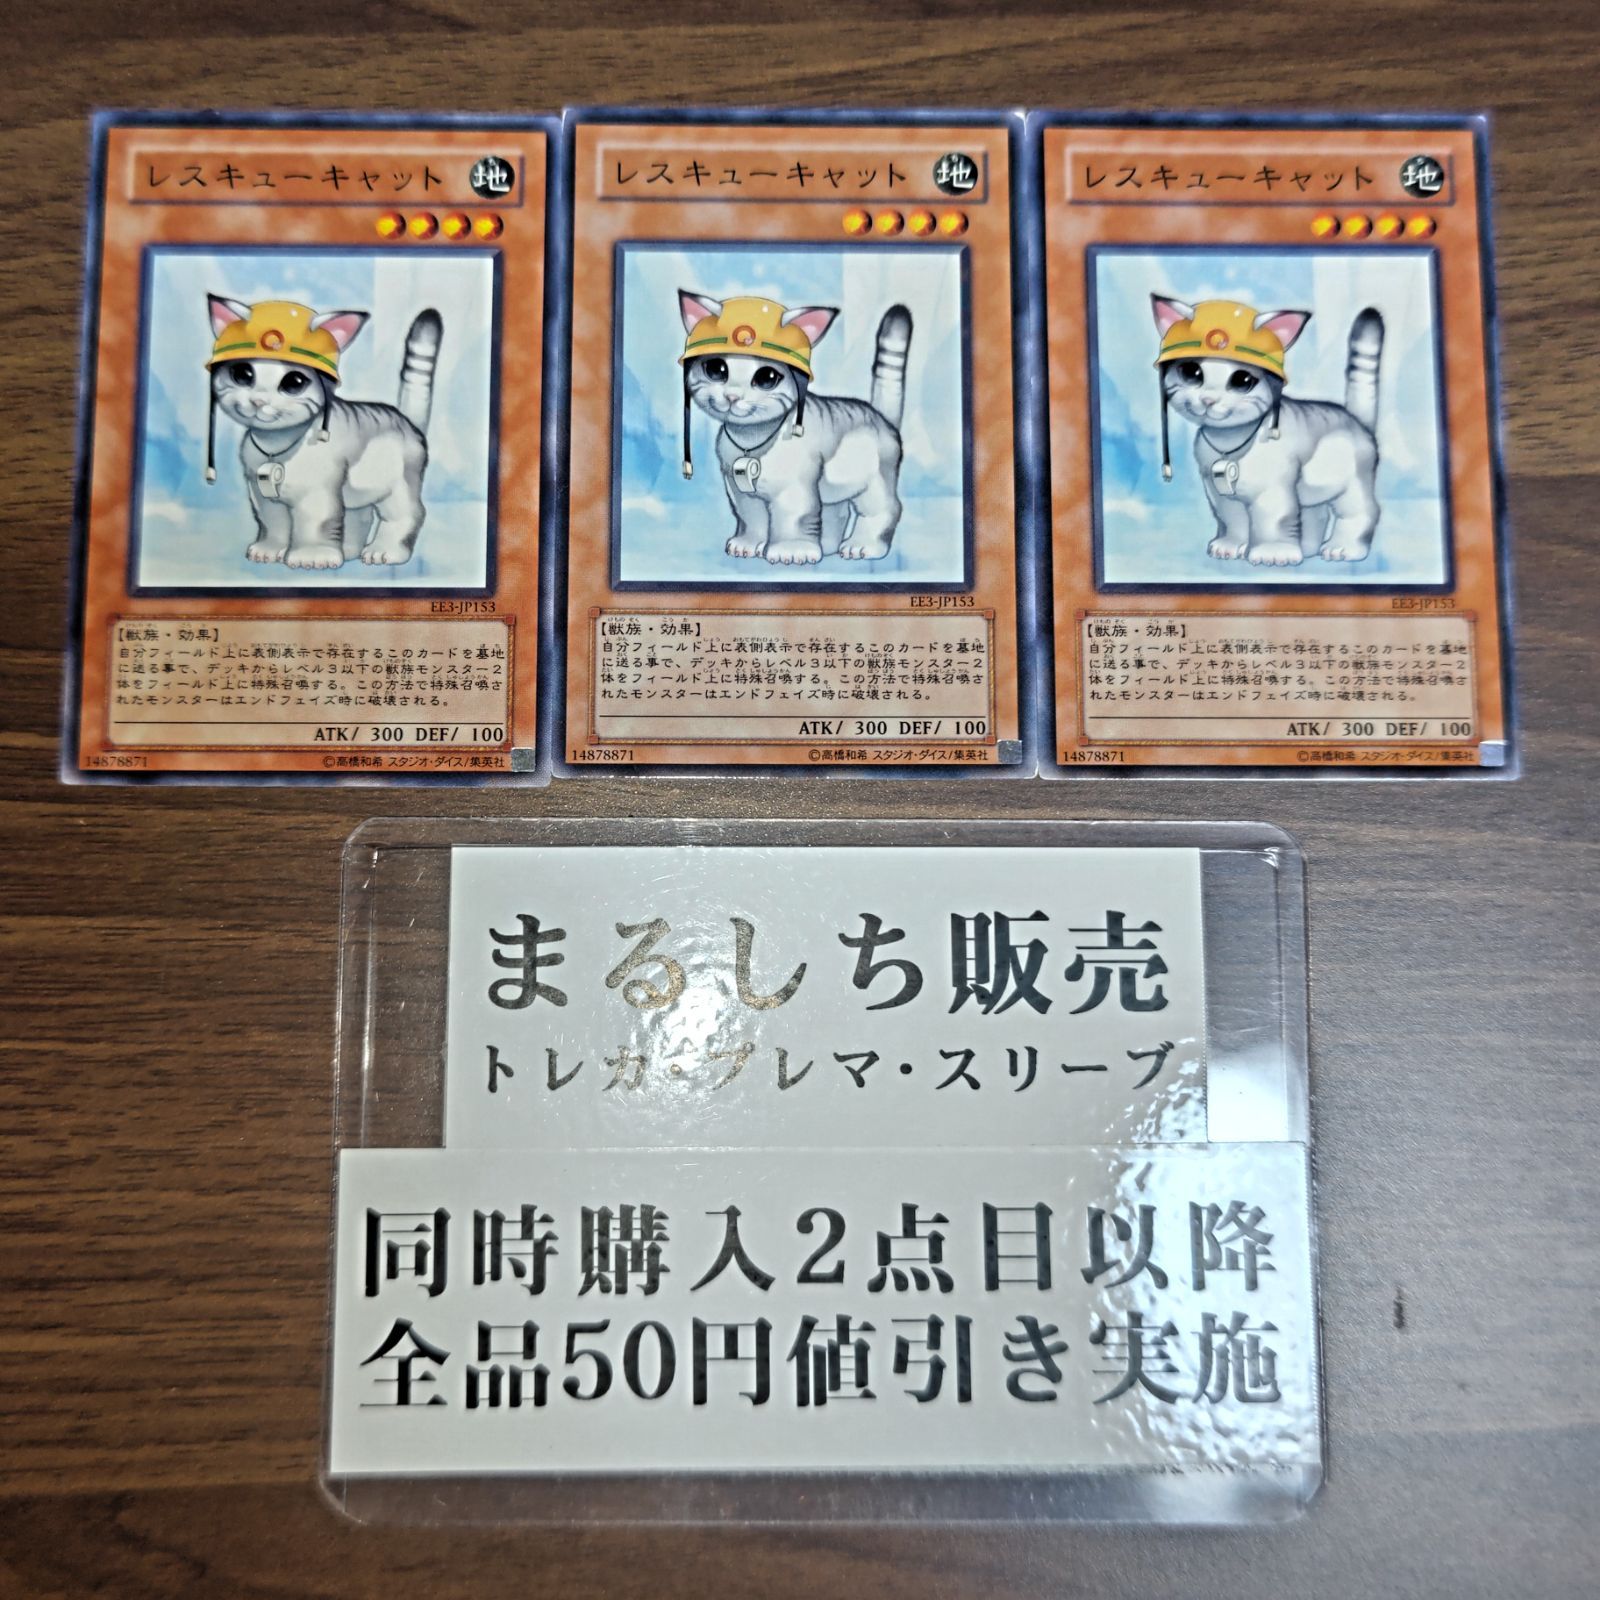 レスキューキャット 地
EE3-JP153
【獣族・効果】
自分フィールド上に表側表示で存在するこのカードを墓地
に送る事で、デッキからレベル3以下の獣族モンスター2
体をフィールド上に特殊召喚する。この方法で特殊召喚さ
れたモンスターはエンドフェイズ時に破壊される。
ATK/ 300 DEF/ 100
14878871 ©高橋和希 スタジオ・ダイス/集英社
レスキューキャット 地
EE3-JP153
【獣族・効果】
自分フィールド上に表側表示で存在するこのカードを墓地
に送る事で、デッキからレベル3以下の獣族モンスター2
体をフィールド上に特殊召喚する。この方法で特殊召喚さ
れたモンスターはエンドフェイズ時に破壊される。
ATK/ 300 DEF/ 100
14878871 ©高橋和希 スタジオ・ダイス/集英社
レスキューキャット 地
EE3-JP153
【獣族・効果】
自分フィールド上に表側表示で存在するこのカードを墓地
に送る事で、デッキからレベル3以下の獣族モンスター2
体をフィールド上に特殊召喚する。この方法で特殊召喚さ
れたモンスターはエンドフェイズ時に破壊される。
ATK/ 300 DEF/ 100
14878871 ©高橋和希 スタジオ・ダイス/集英社
まるしち販売
トレカ・プレマ・スリーブ
同時購入2点目以降
全品50円値引き実施